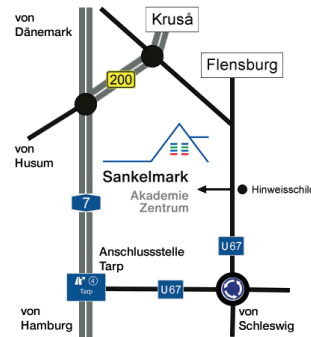 von
Dänemark
Kruså
200
Flensburg
von
Husum
Sankelmark
Akademie
Zentrum
Hinweisschild
7
Anschlussstelle
Tarp
U67
4
Tarp
U67
von
Hamburg
von
Schleswig